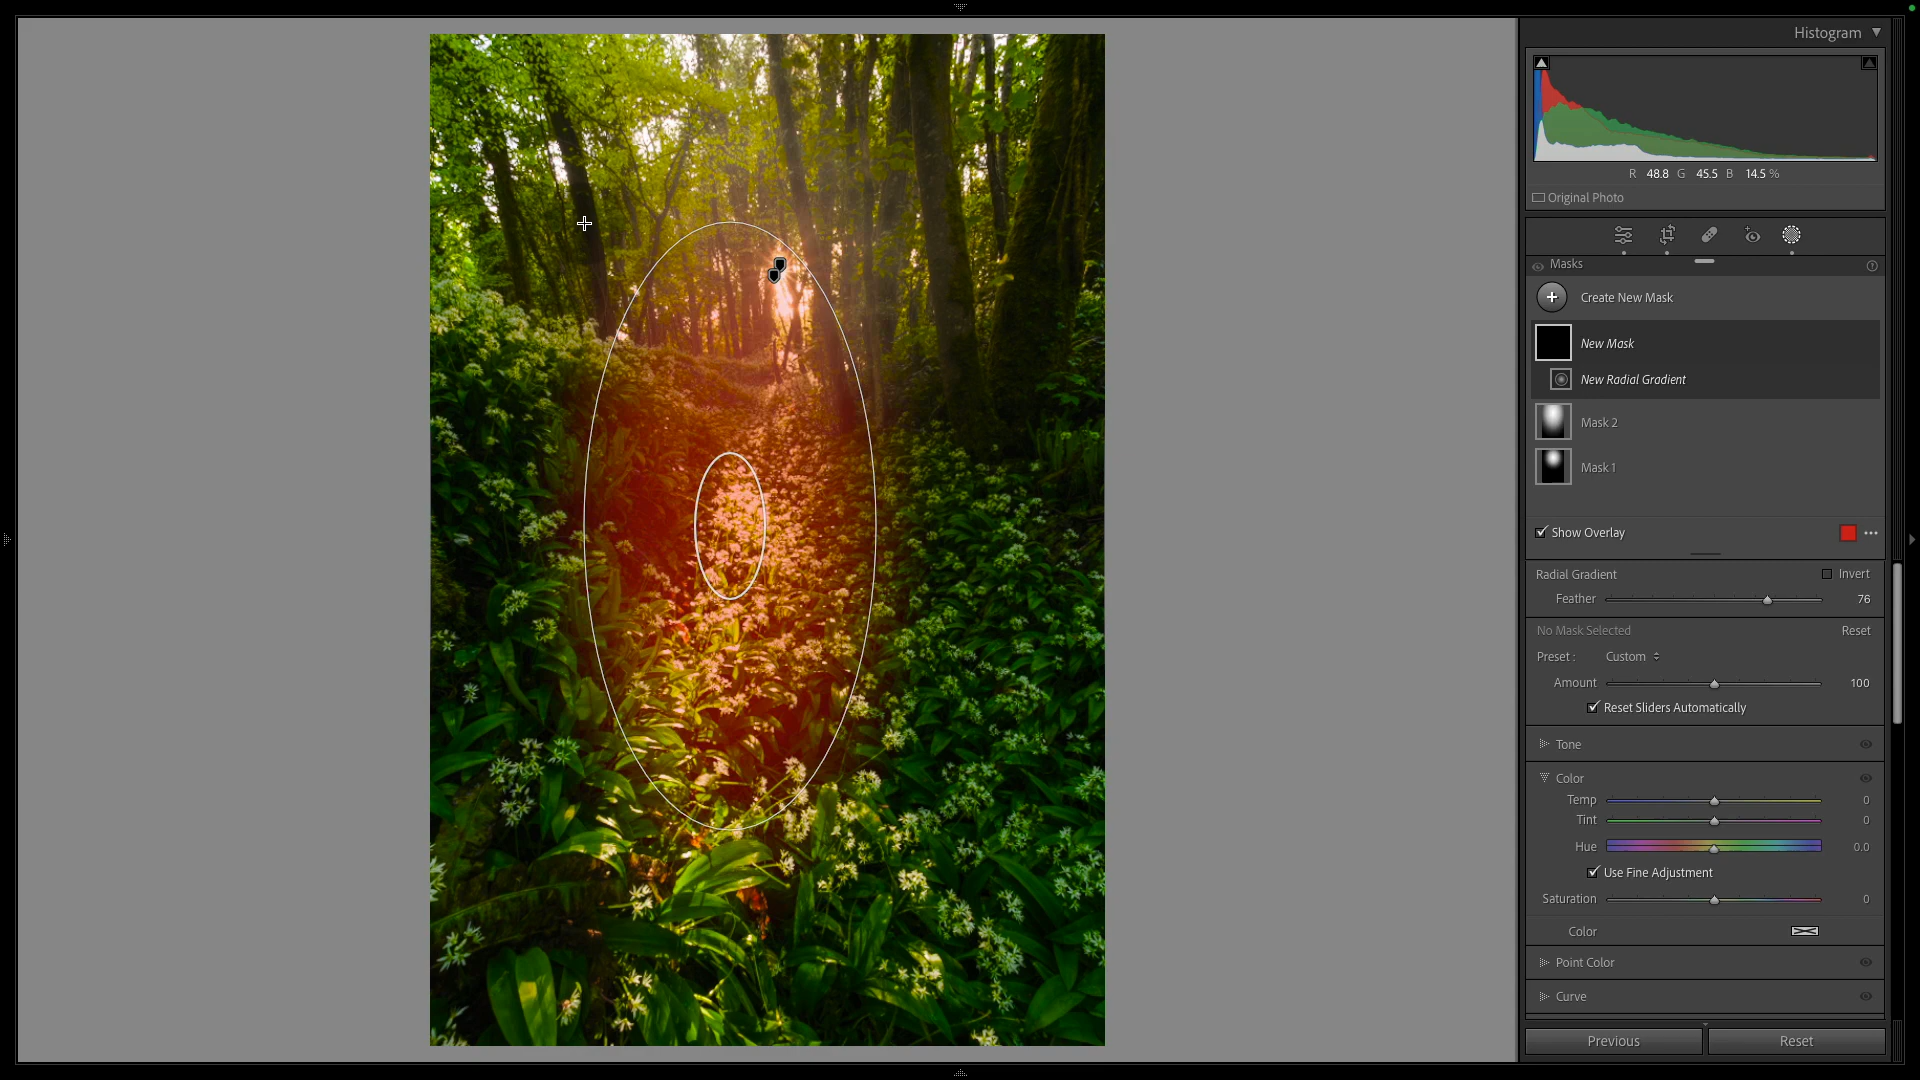 Histogram
R 48.8 G 45.5 B 14.5 %
Original Photo
Masks
Create New Mask
New Mask
New Radial Gradient
Mask 2
Mask 1
Show Overlay
Radial Gradient Invert
Feather 76
No Mask Selected Reset
Preset : Custom
Amount 100
Reset Sliders Automatically
Tone
Color
Temp 0
Tint 0
Hue 0.0
Use Fine Adjustment
Saturation 0
Color
Point Color
Curve
Previous Reset